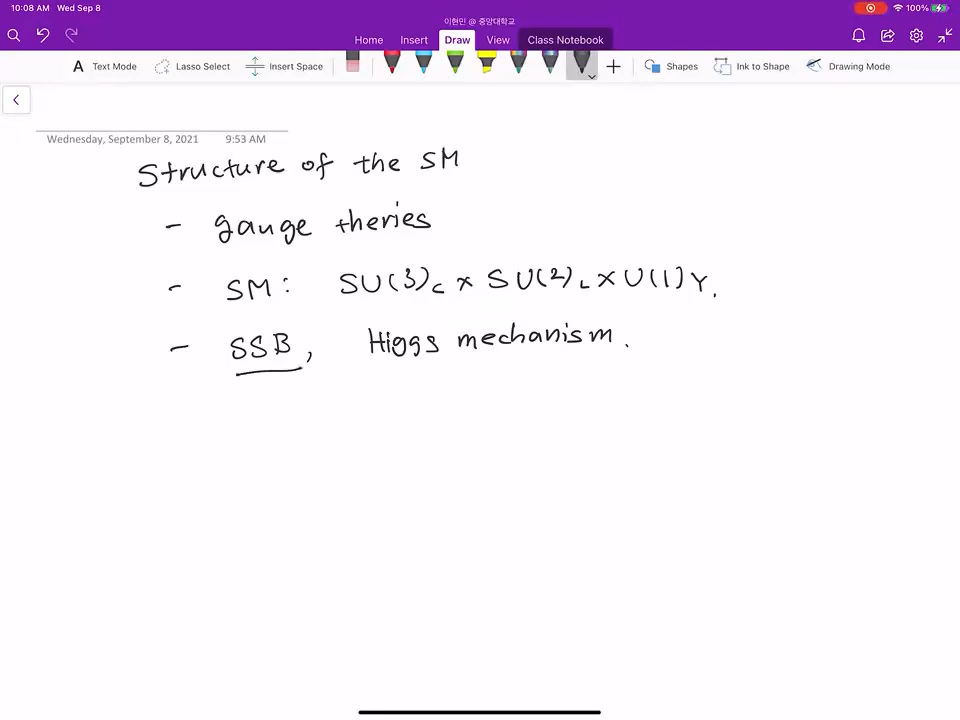 10:08 AM Wed Sep 8 100%
이현민 @ 중앙대학교
Home Insert Draw View Class Notebook
Text Mode Lasso Select Insert Space Shapes Ink to Shape Drawing Mode
Wednesday, September 8, 2021 9:53 AM
Structure of the SM
- gauge theries
- SM: SU(3)c × SU(2)L × U(1)Y.
- SSB, Higgs mechanism.